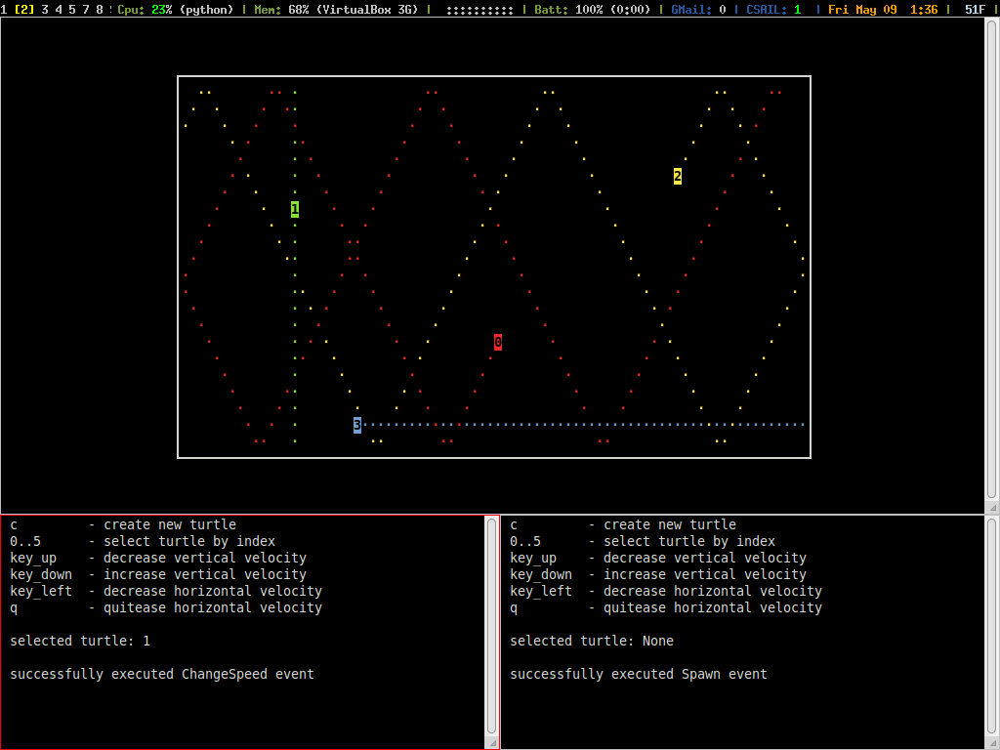 1 [2] 3 4 5 7 8 Cpu: 23% (python) | Mem: 68% (VirtualBox 3G) | :::::::::: | Batt: 100% (0:00) | GMail: 0 | CSAIL: 1 | Fri May 09 1:36 | 51F |
1
2
0
3
c - create new turtle
0..5 - select turtle by index
key_up - decrease vertical velocity
key_down - increase vertical velocity
key_left - decrease horizontal velocity
q - quitease horizontal velocity
selected turtle: 1
successfully executed ChangeSpeed event
c - create new turtle
0..5 - select turtle by index
key_up - decrease vertical velocity
key_down - increase vertical velocity
key_left - decrease horizontal velocity
q - quitease horizontal velocity
selected turtle: None
successfully executed Spawn event